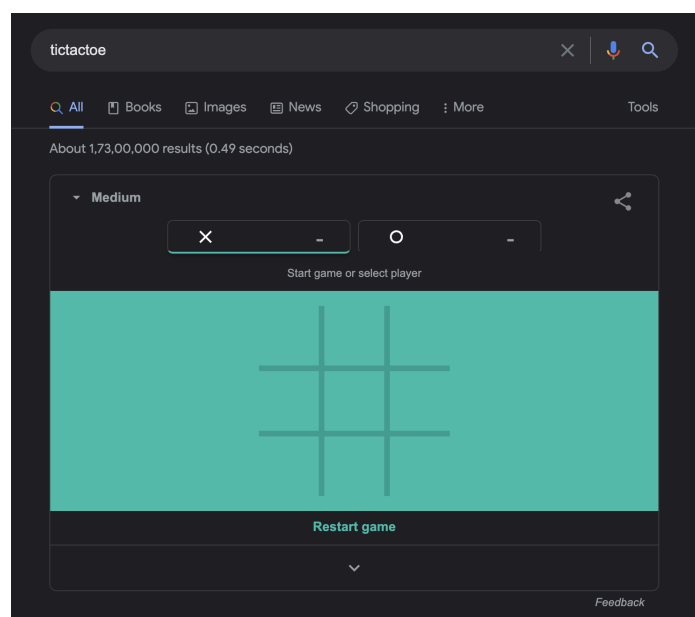 tictactoe
All Books Images News Shopping More Tools
About 1,73,00,000 results (0.49 seconds)
Medium
- -
Start game or select player
Restart game
Feedback